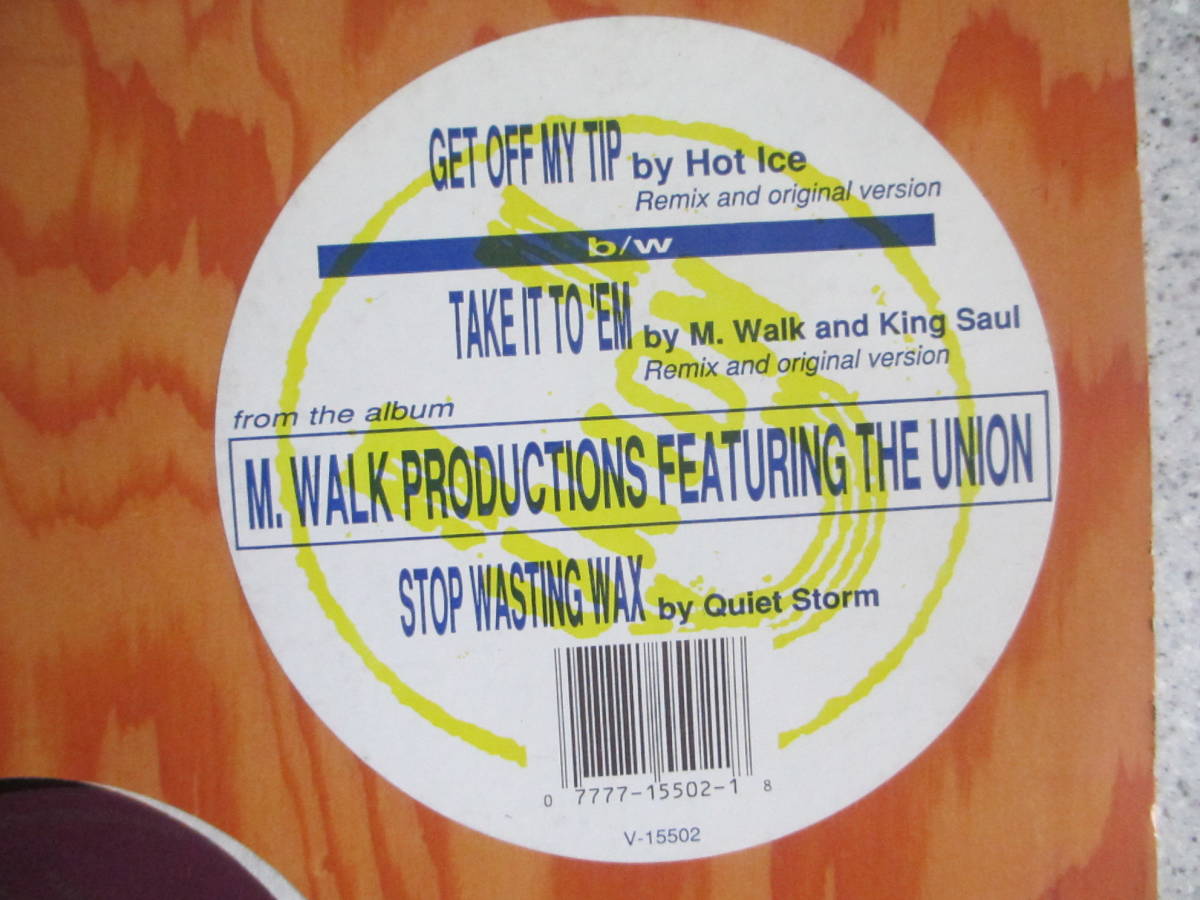 GET OFF MY TIP by Hot Ice
Remix and original version
b/w
TAKE IT TO 'EM by M. Walk and King Saul
Remix and original version
from the album
M. WALK PRODUCTIONS FEATURING THE UNION
STOP WASTING WAX by Quiet Storm
0 7777-15502-1 8
V-15502